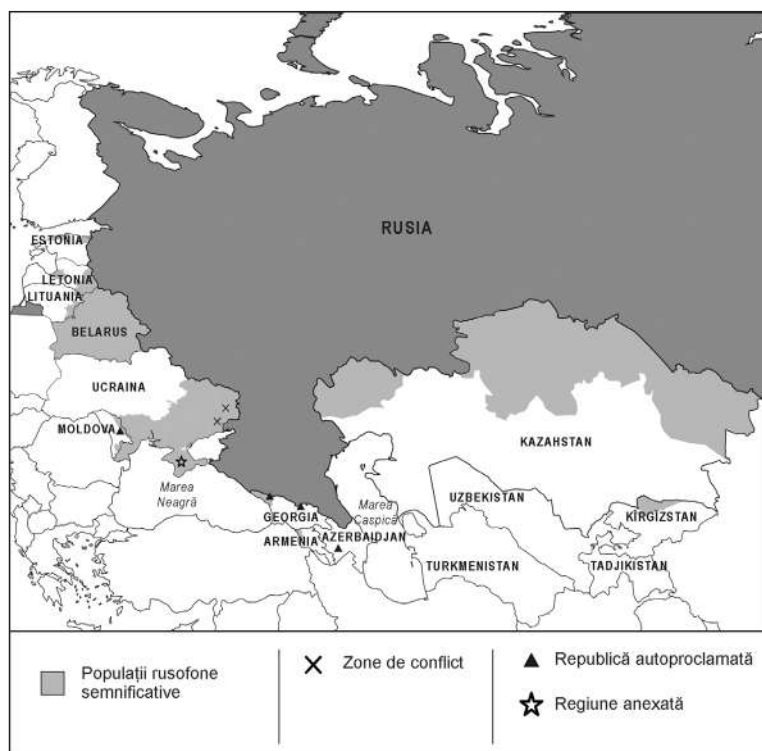 RUSIA
ESTONIA
LETONIA
LITUANIA
BELARUS
UCRAINA
MOLDOVA
KAZAHSTAN
Marea
Neagră
Marea
Caspică
UZBEKISTAN
GEORGIA
KIRGÎZSTAN
ARMENIA
AZERBAIDJAN
TURKMENISTAN
TADJIKISTAN
Populații rusofone
semnificative
Zone de conflict
Republică autoproclamată
Regiune anexată